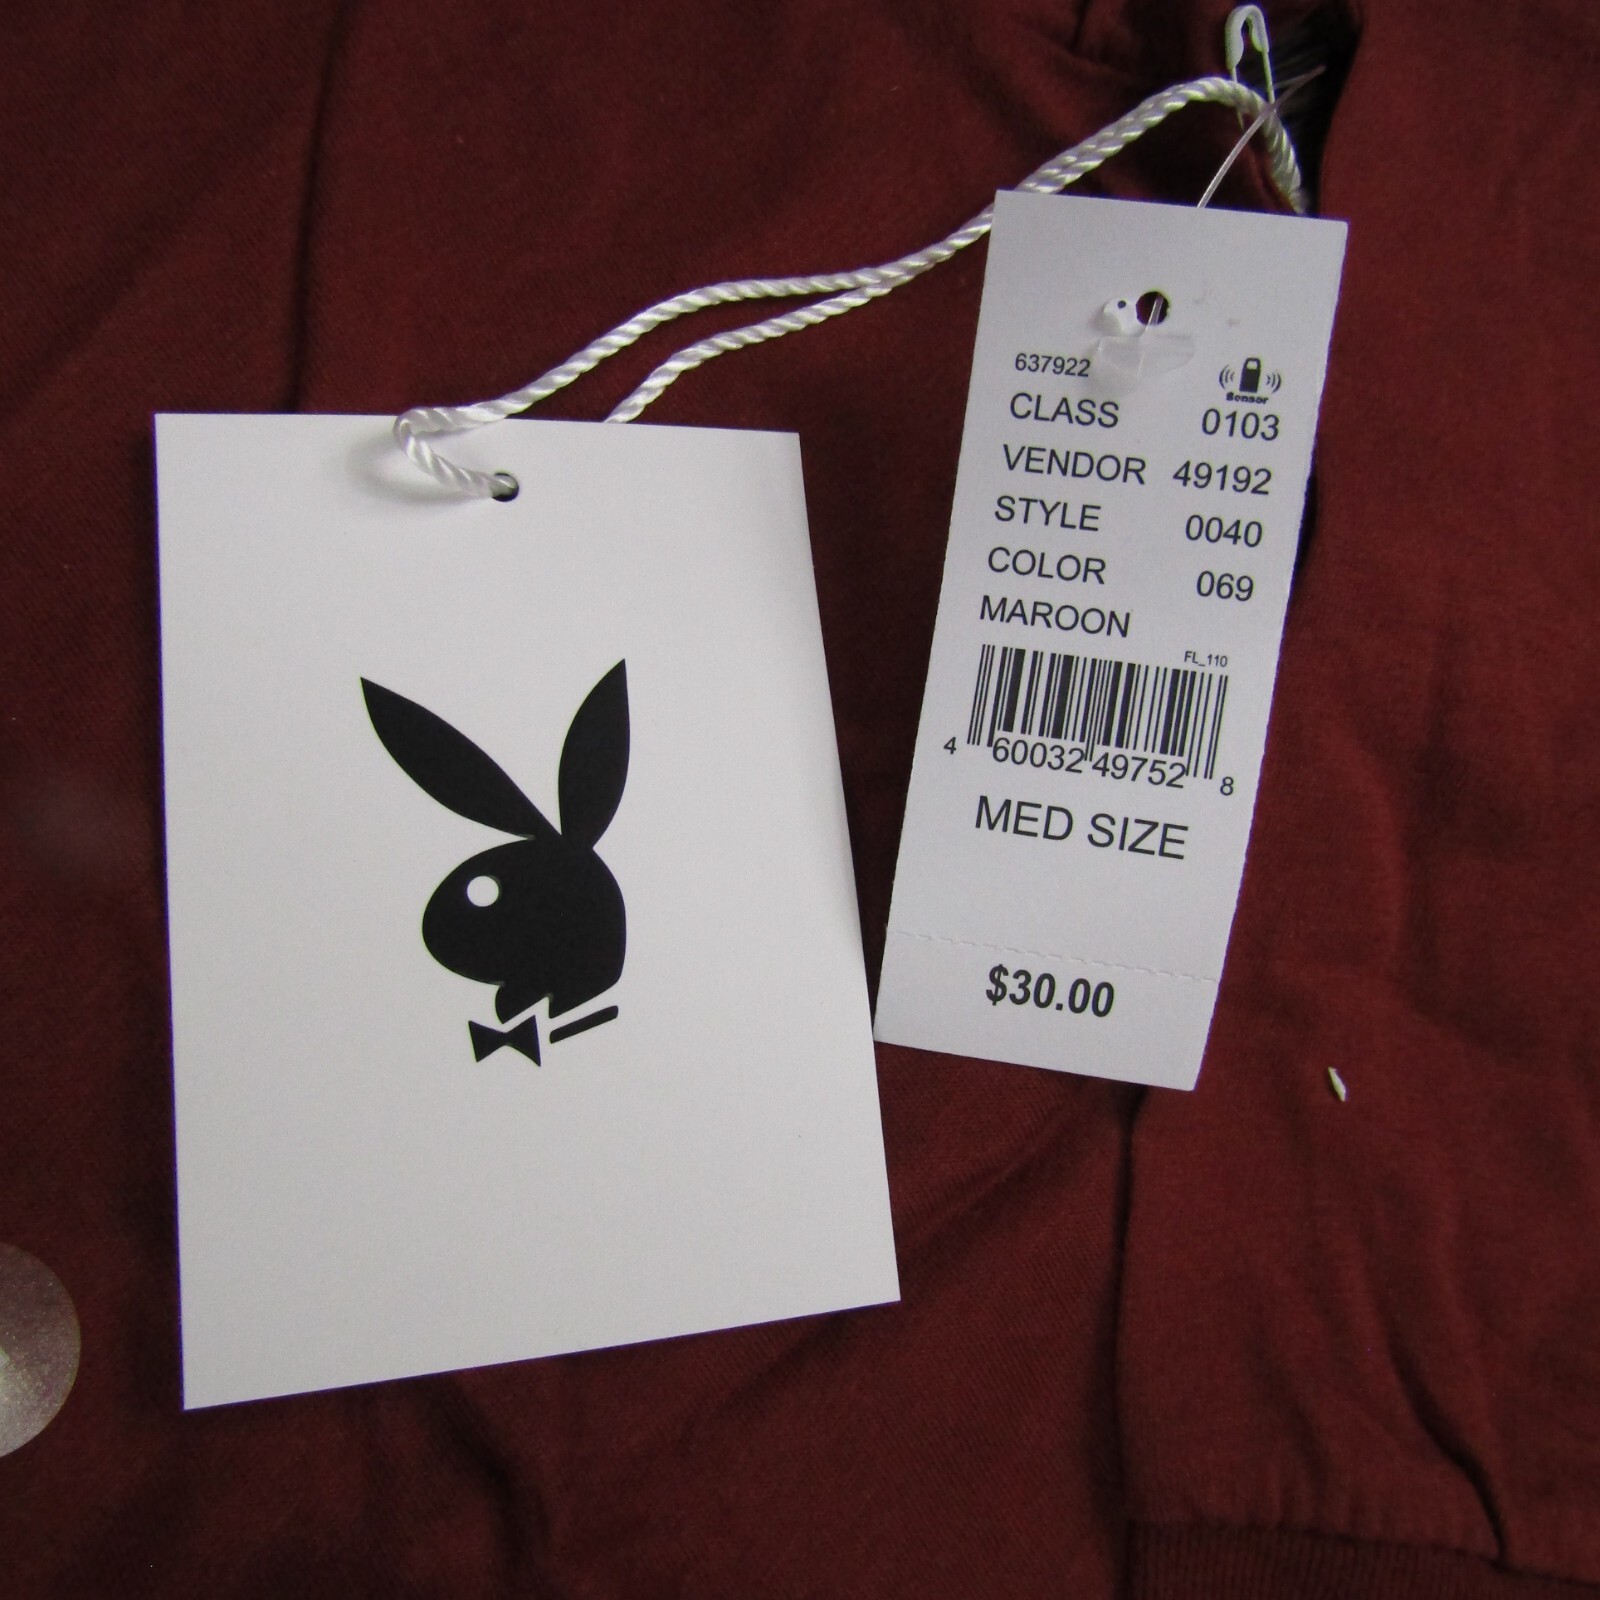 637922
Sensor
CLASS 0103
VENDOR 49192
STYLE 0040
COLOR 069
MAROON
FL_110
4 60032 49752 8
MED SIZE
$30.00